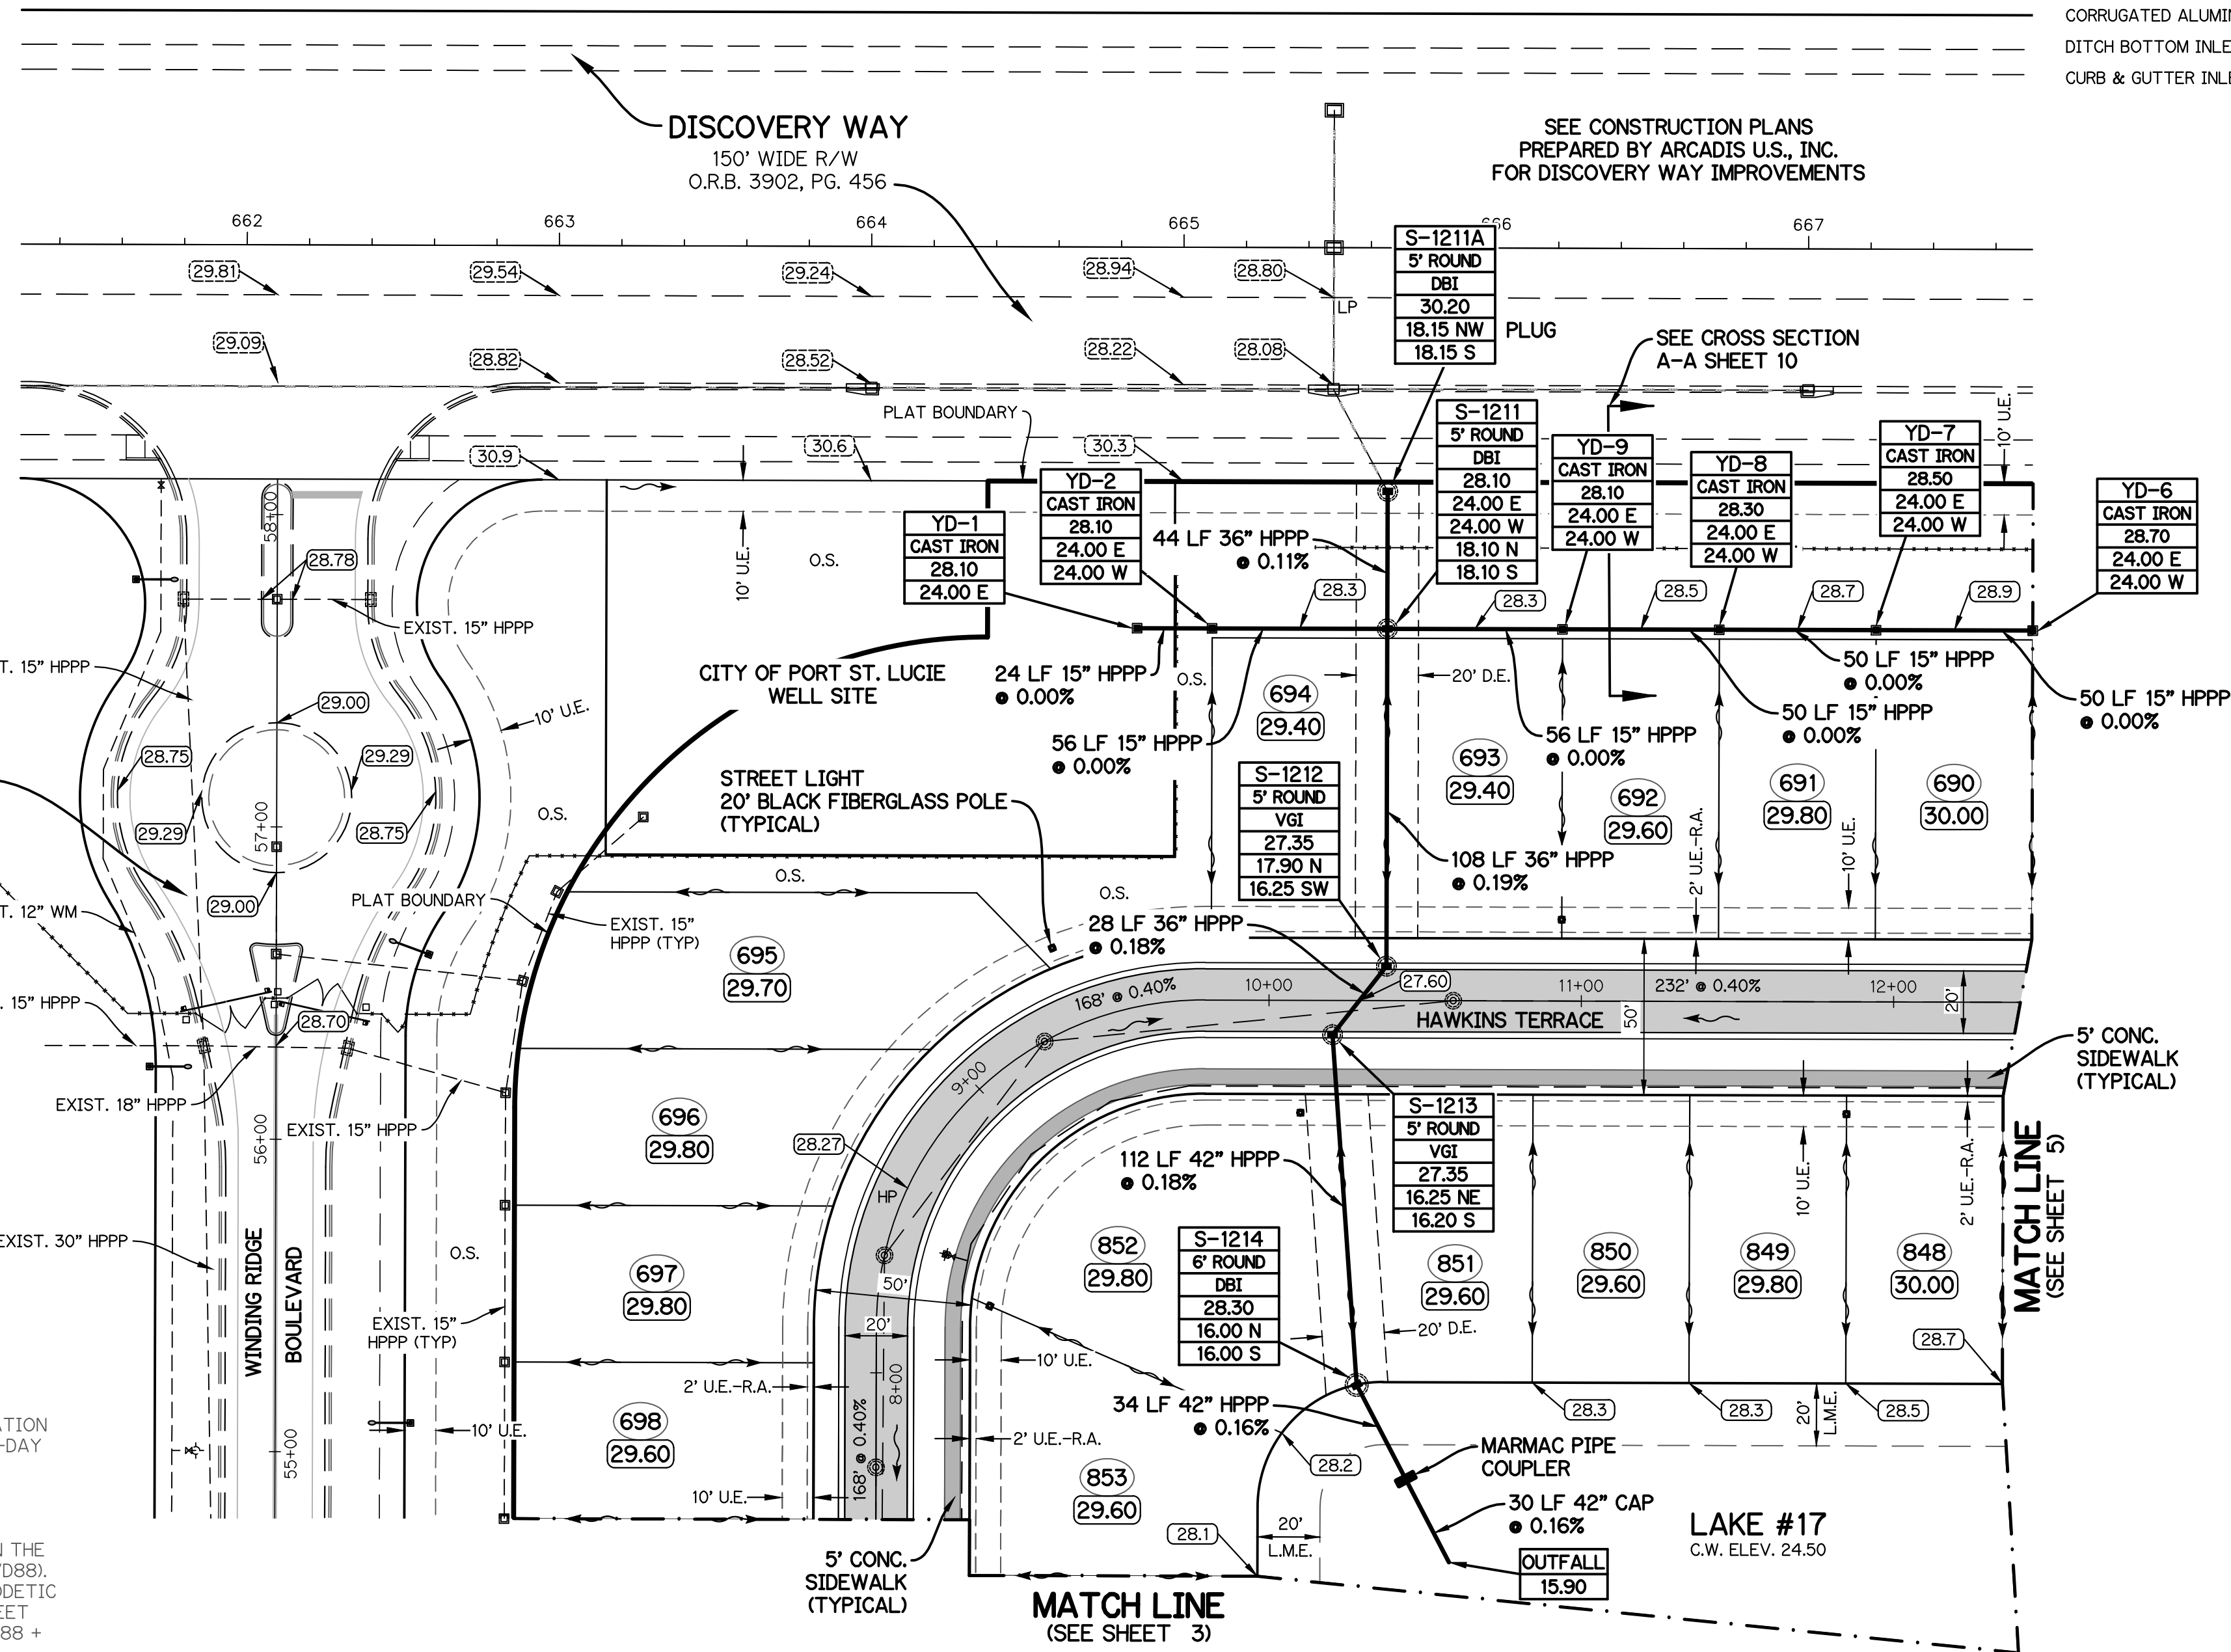 CORRUGATED ALUMIN
DITCH BOTTOM INLE
CURB & GUTTER INLE
DISCOVERY WAY
150' WIDE R/W
O.R.B. 3902, PG. 456
SEE CONSTRUCTION PLANS
PREPARED BY ARCADIS U.S., INC.
FOR DISCOVERY WAY IMPROVEMENTS
662
663
664
665
666
667
29.81
29.54
29.24
28.94
28.80
LP
29.09
28.82
28.52
28.22
28.08
S-1211A
5' ROUND
DBI
30.20
18.15 NW
18.15 S
PLUG
SEE CROSS SECTION
A-A SHEET 10
PLAT BOUNDARY
30.9
30.6
30.3
10' U.E.
S-1211
5' ROUND
DBI
28.10
24.00 E
24.00 W
18.10 N
18.10 S
YD-9
CAST IRON
28.10
24.00 E
24.00 W
YD-8
CAST IRON
28.30
24.00 E
24.00 W
YD-7
CAST IRON
28.50
24.00 E
24.00 W
YD-6
CAST IRON
28.70
24.00 E
24.00 W
YD-2
CAST IRON
28.10
24.00 E
24.00 W
YD-1
CAST IRON
28.10
24.00 E
44 LF 36" HPPP
@ 0.11%
58+00
28.78
10' U.E.
O.S.
EXIST. 15" HPPP
28.3
28.3
28.5
28.7
28.9
T. 15" HPPP
CITY OF PORT ST. LUCIE
WELL SITE
24 LF 15" HPPP
@ 0.00%
O.S.
20' D.E.
694
29.40
50 LF 15" HPPP
@ 0.00%
50 LF 15" HPPP
@ 0.00%
50 LF 15" HPPP
@ 0.00%
29.00
10' U.E.
28.75
29.29
56 LF 15" HPPP
@ 0.00%
56 LF 15" HPPP
@ 0.00%
693
29.40
692
29.60
691
29.80
690
30.00
STREET LIGHT
20' BLACK FIBERGLASS POLE
(TYPICAL)
S-1212
5' ROUND
VGI
27.35
17.90 N
16.25 SW
O.S.
57+00
29.29
28.75
108 LF 36" HPPP
@ 0.19%
2' U.E.-R.A.
10' U.E.
O.S.
O.S.
29.00
PLAT BOUNDARY
T. 12" WM
EXIST. 15"
HPPP (TYP)
28 LF 36" HPPP
@ 0.18%
695
29.70
27.60
168' @ 0.40%
10+00
11+00
232' @ 0.40%
12+00
20'
. 15" HPPP
28.70
HAWKINS TERRACE
50'
5' CONC.
SIDEWALK
(TYPICAL)
9+00
EXIST. 18" HPPP
EXIST. 15" HPPP
56+00
696
29.80
28.27
HP
S-1213
5' ROUND
VGI
27.35
16.25 NE
16.20 S
112 LF 42" HPPP
@ 0.18%
10' U.E.
2' U.E.-R.A.
MATCH LINE
(SEE SHEET 5)
EXIST. 30" HPPP
O.S.
WINDING RIDGE
BOULEVARD
697
29.80
50'
20'
852
29.80
S-1214
6' ROUND
DBI
28.30
16.00 N
16.00 S
851
29.60
850
29.60
849
29.80
848
30.00
EXIST. 15"
HPPP (TYP)
20' D.E.
28.7
10' U.E.
2' U.E.-R.A.
8+00
34 LF 42" HPPP
@ 0.16%
28.3
28.3
28.5
20'
L.M.E.
698
29.60
10' U.E.
2' U.E.-R.A.
168' @ 0.40%
ATION
-DAY
55+00
MARMAC PIPE
COUPLER
28.2
853
29.60
10' U.E.
30 LF 42" CAP
@ 0.16%
LAKE #17
C.W. ELEV. 24.50
20'
L.M.E.
28.1
N THE
VD88).
ODETIC
EET
88 +
5' CONC.
SIDEWALK
(TYPICAL)
OUTFALL
15.90
MATCH LINE
(SEE SHEET 3)